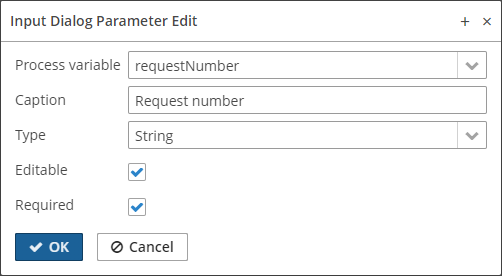 Input Dialog Parameter Edit
Process variable requestNumber
Caption Request number
Type String
Editable
Required
OK Cancel